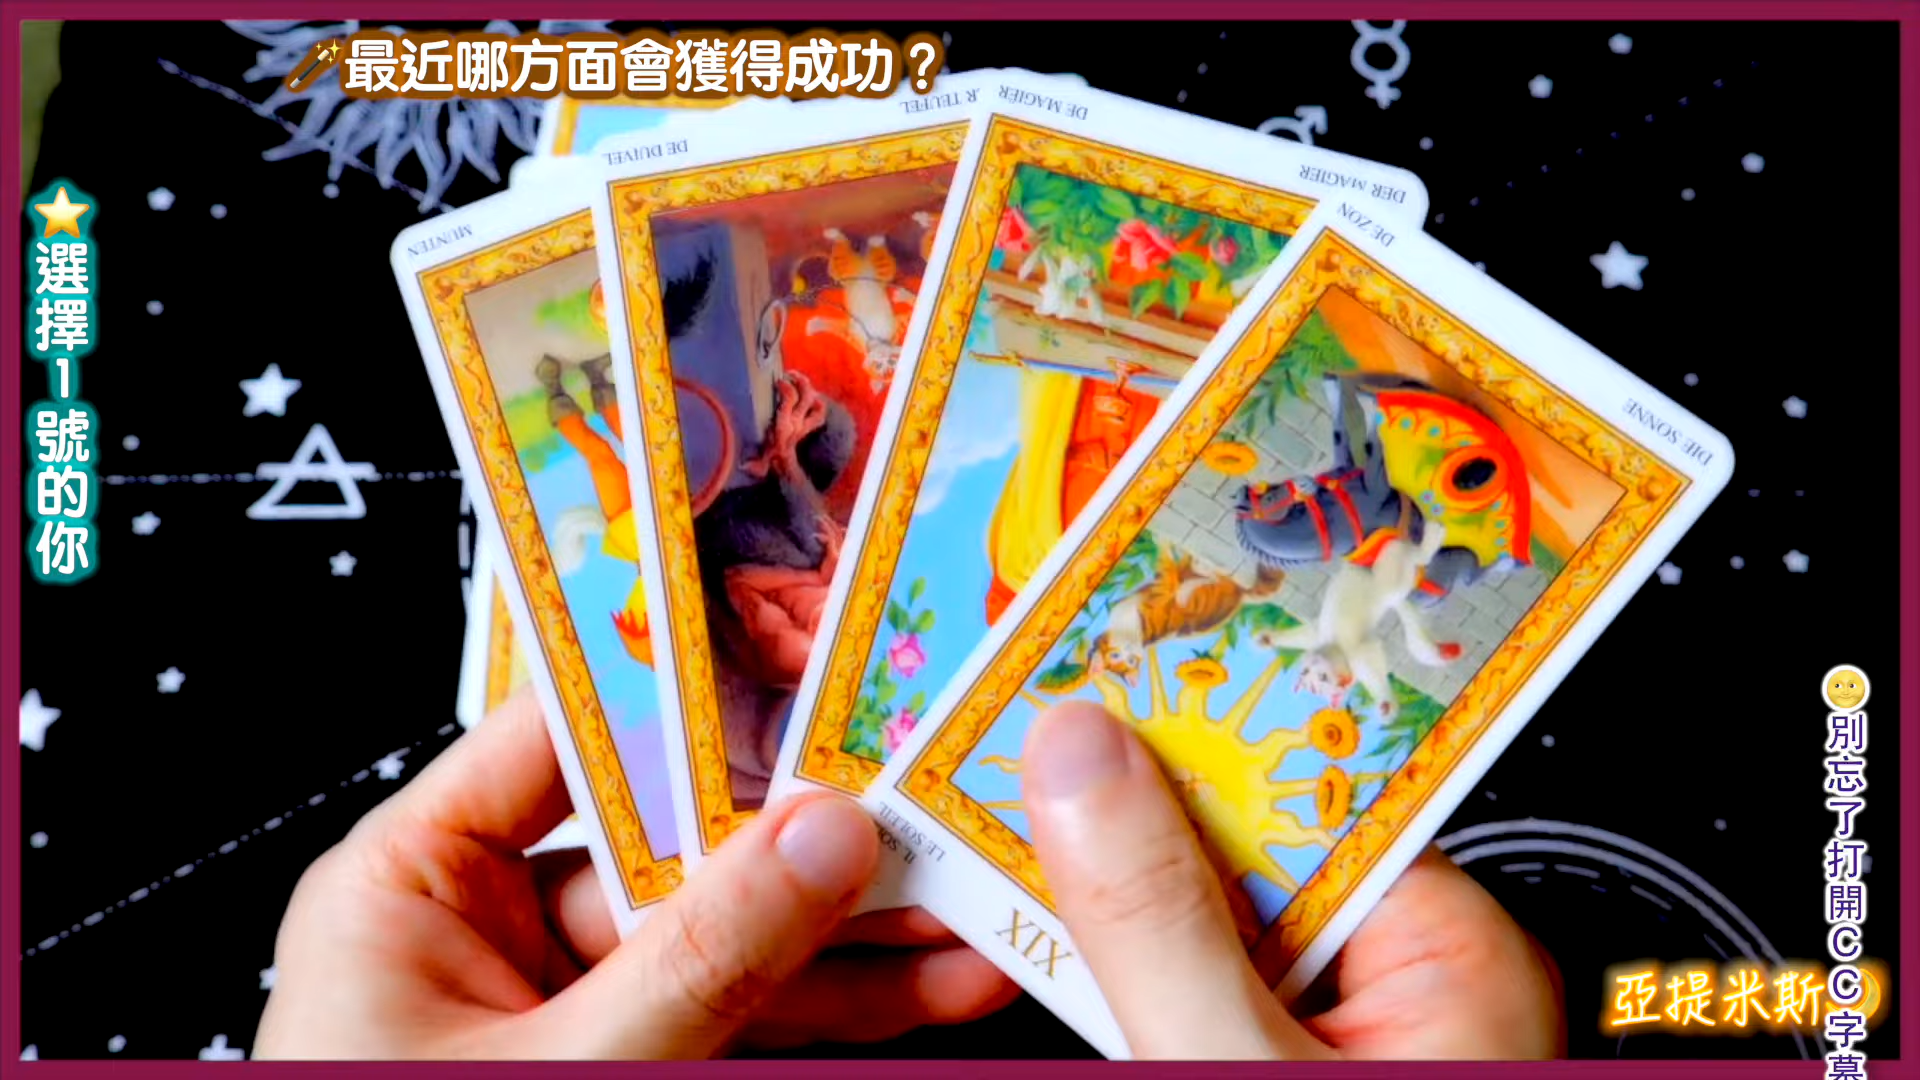 最近哪方面會獲得成功？
R TEUFEL
DE MAGIËR
DE DUIVEL
DER MAGIER
MUNTEN
DE ZON
⭐選擇1號的你
DIE SONNE
LE SOLEIL
XIX
別忘了打開CC字幕
亞提米斯